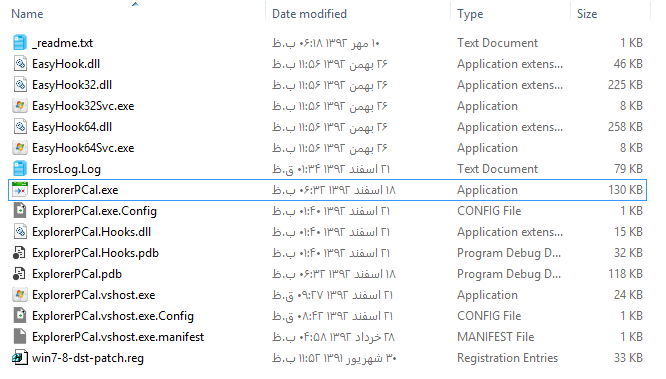 Name Date modified Type Size
_readme.txt ۱۰ مهر ۱۳۹۲ ۰۶:۱۸ ب.ظ Text Document 1 KB
EasyHook.dll ۲۶ بهمن ۱۳۹۲ ۱۱:۵۶ ب.ظ Application extens... 46 KB
EasyHook32.dll ۲۶ بهمن ۱۳۹۲ ۱۱:۵۶ ب.ظ Application extens... 225 KB
EasyHook32Svc.exe ۲۶ بهمن ۱۳۹۲ ۱۱:۵۶ ب.ظ Application 8 KB
EasyHook64.dll ۲۶ بهمن ۱۳۹۲ ۱۱:۵۶ ب.ظ Application extens... 258 KB
EasyHook64Svc.exe ۲۶ بهمن ۱۳۹۲ ۱۱:۵۶ ب.ظ Application 8 KB
ErrosLog.Log ۲۱ اسفند ۱۳۹۲ ۰۱:۳۴ ق.ظ Text Document 79 KB
ExplorerPCal.exe ۱۸ اسفند ۱۳۹۲ ۰۶:۳۲ ب.ظ Application 130 KB
ExplorerPCal.exe.Config ۲۱ اسفند ۱۳۹۲ ۰۱:۴۰ ب.ظ CONFIG File 1 KB
ExplorerPCal.Hooks.dll ۲۱ اسفند ۱۳۹۲ ۰۱:۴۰ ب.ظ Application extens... 15 KB
ExplorerPCal.Hooks.pdb ۲۱ اسفند ۱۳۹۲ ۰۱:۴۰ ب.ظ Program Debug D... 32 KB
ExplorerPCal.pdb ۱۸ اسفند ۱۳۹۲ ۰۶:۳۲ ب.ظ Program Debug D... 118 KB
ExplorerPCal.vshost.exe ۲۱ اسفند ۱۳۹۲ ۰۹:۲۷ ق.ظ Application 24 KB
ExplorerPCal.vshost.exe.Config ۲۱ اسفند ۱۳۹۲ ۰۸:۴۲ ق.ظ CONFIG File 1 KB
ExplorerPCal.vshost.exe.manifest ۲۸ خرداد ۱۳۹۲ ۰۴:۵۸ ب.ظ MANIFEST File 1 KB
win7-8-dst-patch.reg ۳۰ شهریور ۱۳۹۱ ۱۱:۵۲ ب.ظ Registration Entries 33 KB